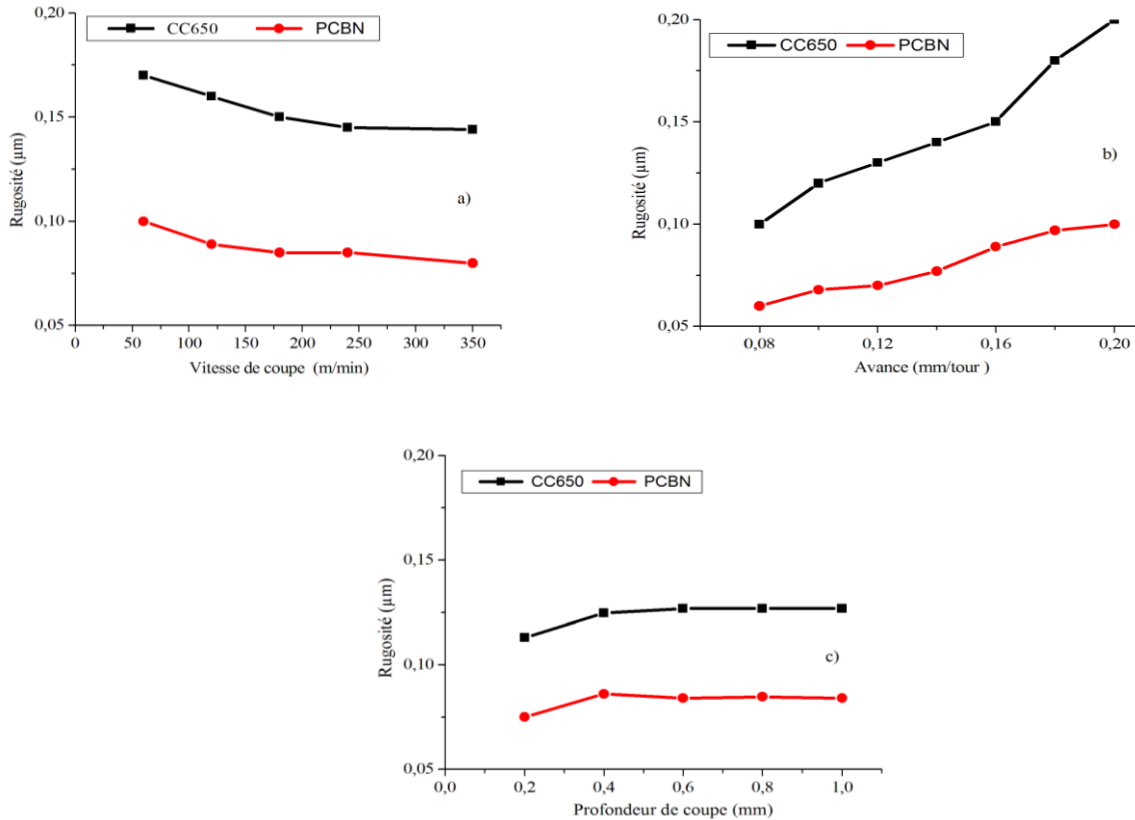 CC650 PCBN
0,20
0,15
0,10
0,05
Rugosité (µm)
a)
0 50 100 150 200 250 300 350
Vitesse de coupe (m/min)
CC650 PCBN
0,20
0,15
0,10
0,05
Rugosité (µm)
b)
0,08 0,12 0,16 0,20
Avance (mm/tour )
CC650 PCBN
0,20
0,15
0,10
0,05
Rugosité (µm)
c)
0,0 0,2 0,4 0,6 0,8 1,0
Profondeur de coupe (mm)